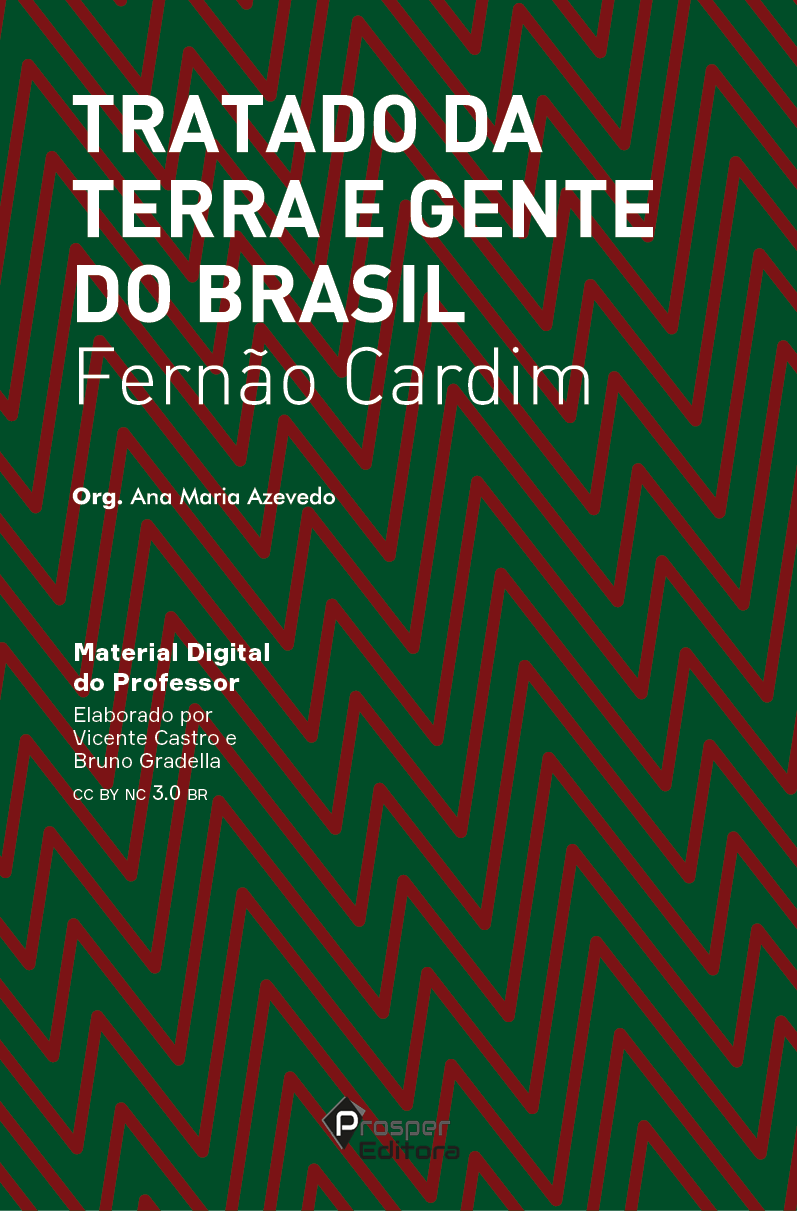 TRATADO DA
TERRA E GENTE
DO BRASIL
Fernão Cardim
Org. Ana Maria Azevedo
Material Digital
do Professor
Elaborado por
Vicente Castro e
Bruno Gradella
CC BY NC 3.0 BR
Prosper
Editora